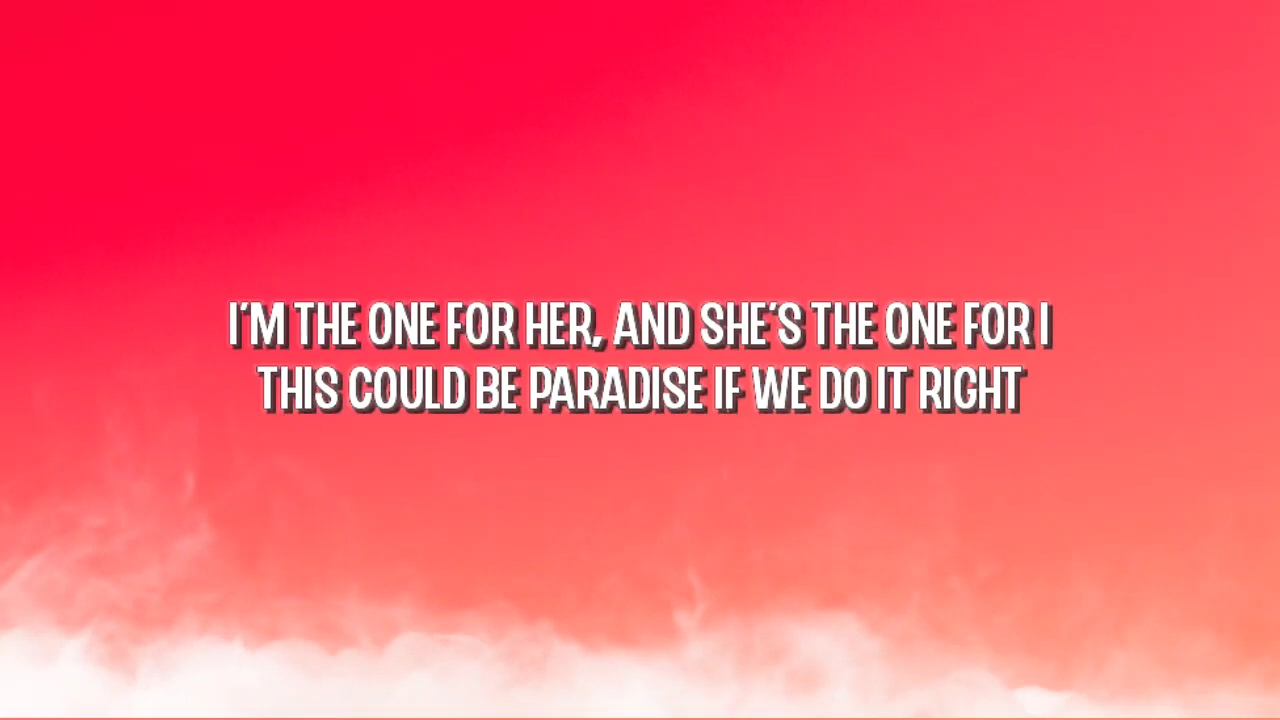 I'M THE ONE FOR HER, AND SHE'S THE ONE FOR I
THIS COULD BE PARADISE IF WE DO IT RIGHT